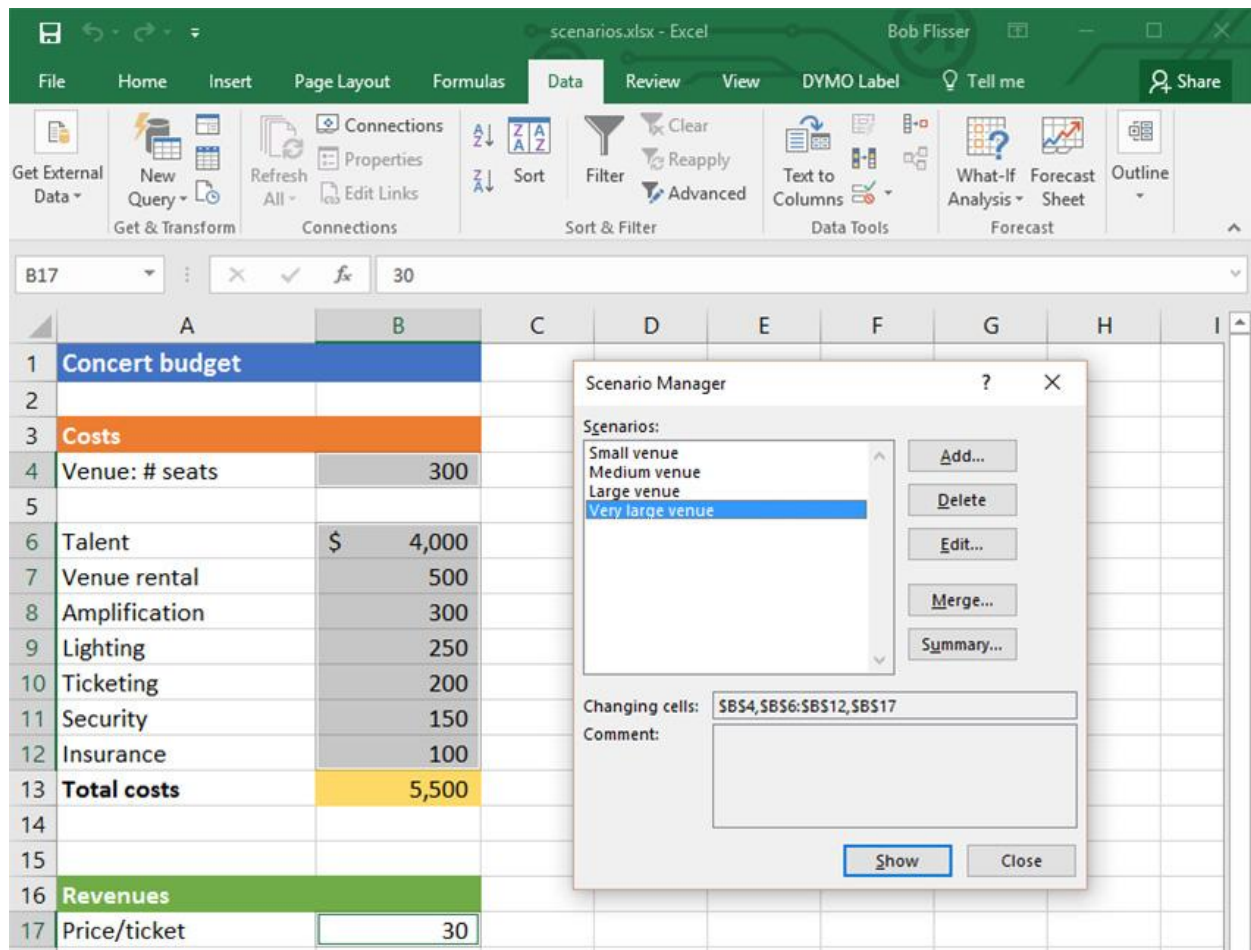 scenarios.xlsx - Excel
Bob Flisser
File Home Insert Page Layout Formulas Data Review View DYMO Label Tell me Share
Get External Data
New Query
Get & Transform
Refresh All
Connections
Properties
Edit Links
Connections
Sort
Filter
Clear
Reapply
Advanced
Sort & Filter
Text to Columns
Data Tools
What-If Analysis
Forecast Sheet
Forecast
Outline
B17 fx 30
A B C D E F G H I
1 Concert budget
2
3 Costs
4 Venue: # seats 300
5
6 Talent $ 4,000
7 Venue rental 500
8 Amplification 300
9 Lighting 250
10 Ticketing 200
11 Security 150
12 Insurance 100
13 Total costs 5,500
14
15
16 Revenues
17 Price/ticket 30
Scenario Manager ? ×
Scenarios:
Small venue
Medium venue
Large venue
Very large venue
Add...
Delete
Edit...
Merge...
Summary...
Changing cells: $B$4,$B$6:$B$12,$B$17
Comment:
Show Close